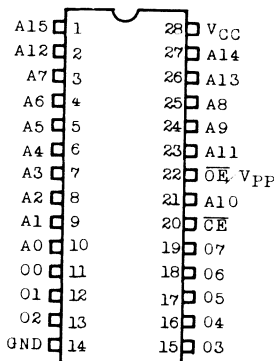 A15 1 28 VCC
A12 2 27 A14
A7 3 26 A13
A6 4 25 A8
A5 5 24 A9
A4 6 23 A11
A3 7 22 OE, VPP
A2 8 21 A10
A1 9 20 CE
A0 10 19 O7
O0 11 18 O6
O1 12 17 O5
O2 13 16 O4
GND 14 15 O3